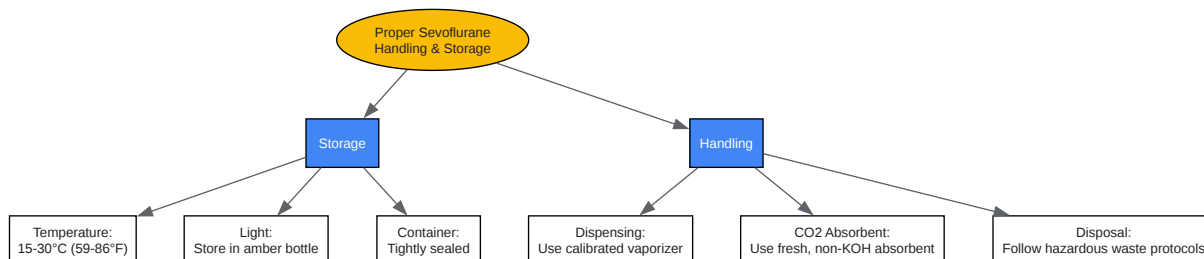 Proper Sevoflurane
Handling & Storage
Storage
Handling
Temperature:
15-30°C (59-86°F)
Light:
Store in amber bottle
Container:
Tightly sealed
Dispensing:
Use calibrated vaporizer
CO2 Absorbent:
Use fresh, non-KOH absorbent
Disposal:
Follow hazardous waste protocols